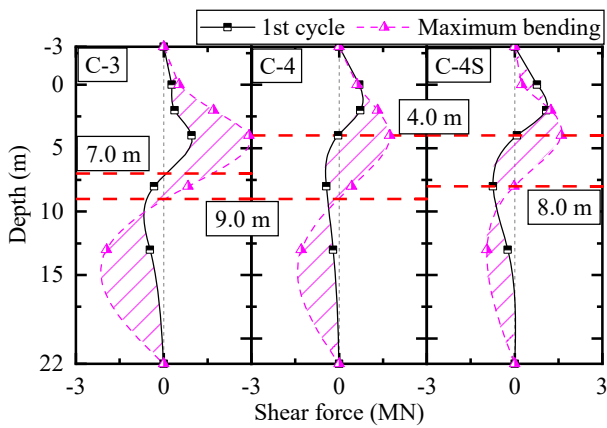 1st cycle
Maximum bending
C-3
C-4
C-4S
-3
0
5
10
15
22
7.0 m
9.0 m
4.0 m
8.0 m
Depth (m)
-3
0
-3
0
-3
0
3
Shear force (MN)